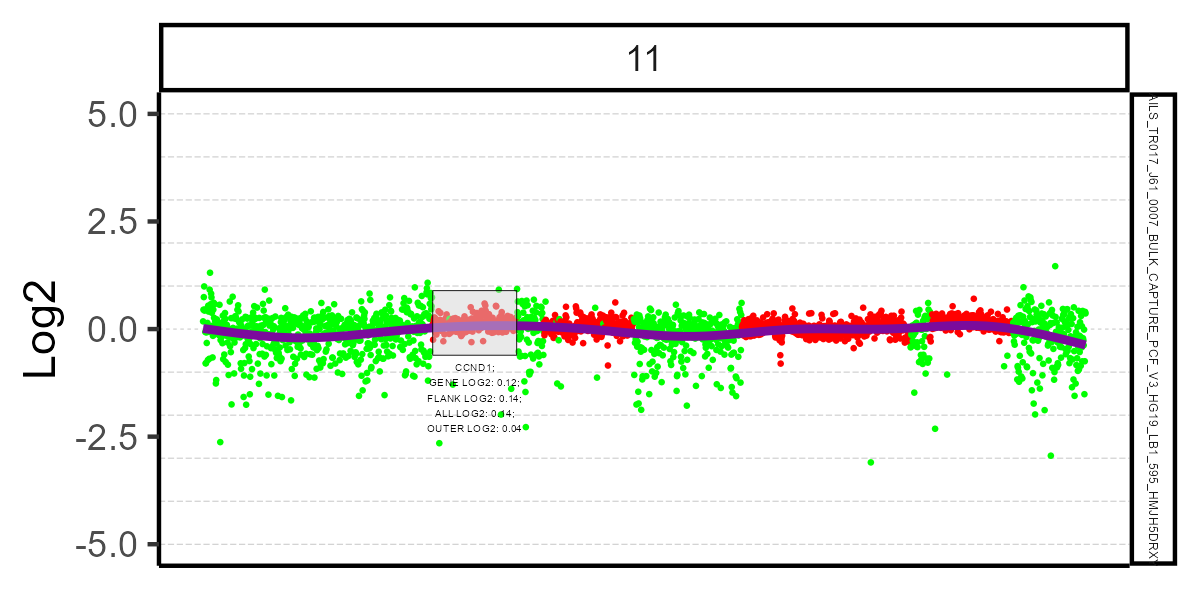 11
5.0
2.5
0.0
-2.5
-5.0
Log2
CCND1;
GENE LOG2: 0.12;
FLANK LOG2: 0.14;
ALL LOG2: 0.14;
OUTER LOG2: 0.04
AILS_TR017_J61_0007_BULK_CAPTURE_PCF_V3_HG19_LB1_595_HMJH5DRX